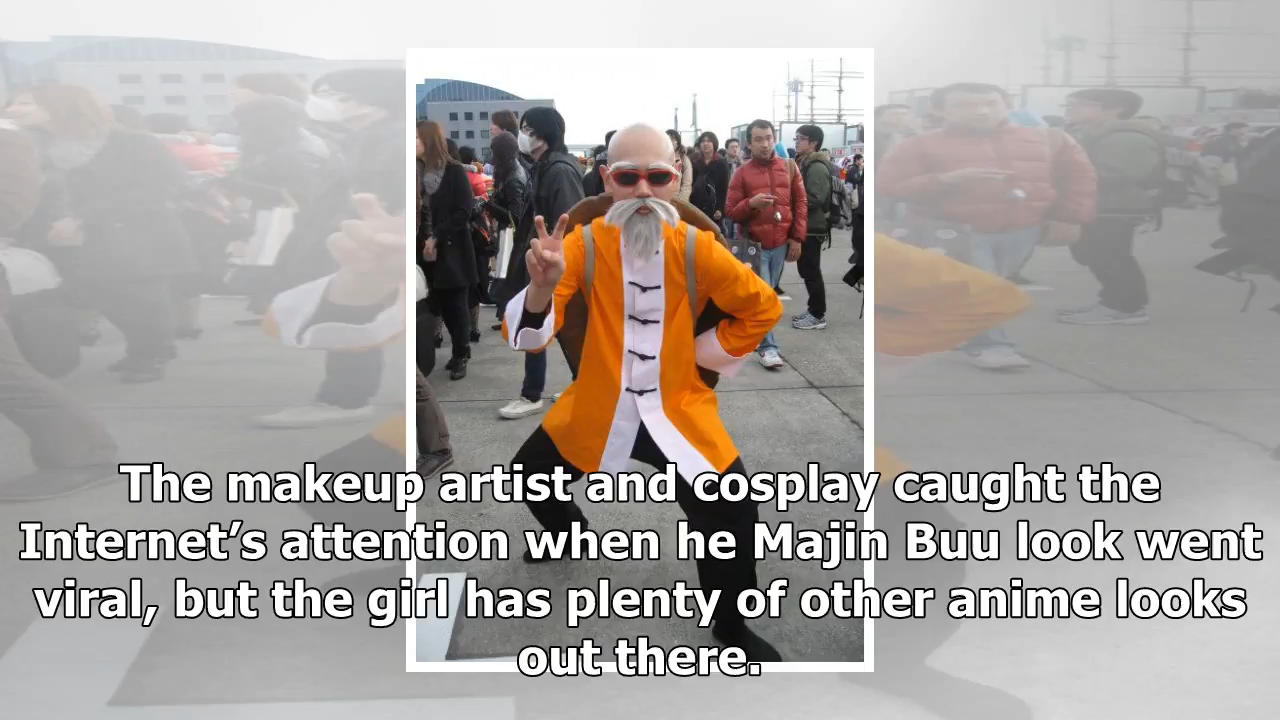 The makeup artist and cosplay caught the
Internet’s attention when he Majin Buu look went
viral, but the girl has plenty of other anime looks
out there.